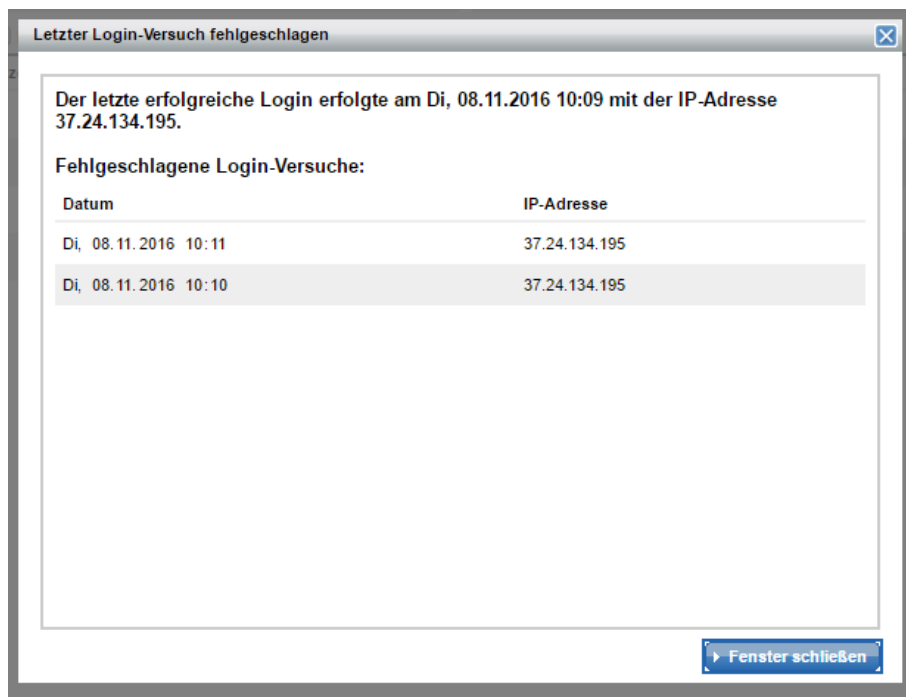 Letzter Login-Versuch fehlgeschlagen
Der letzte erfolgreiche Login erfolgte am Di, 08.11.2016 10:09 mit der IP-Adresse
37.24.134.195.
Fehlgeschlagene Login-Versuche:
Datum IP-Adresse
Di, 08.11.2016 10:11 37.24.134.195
Di, 08.11.2016 10:10 37.24.134.195
Fenster schließen